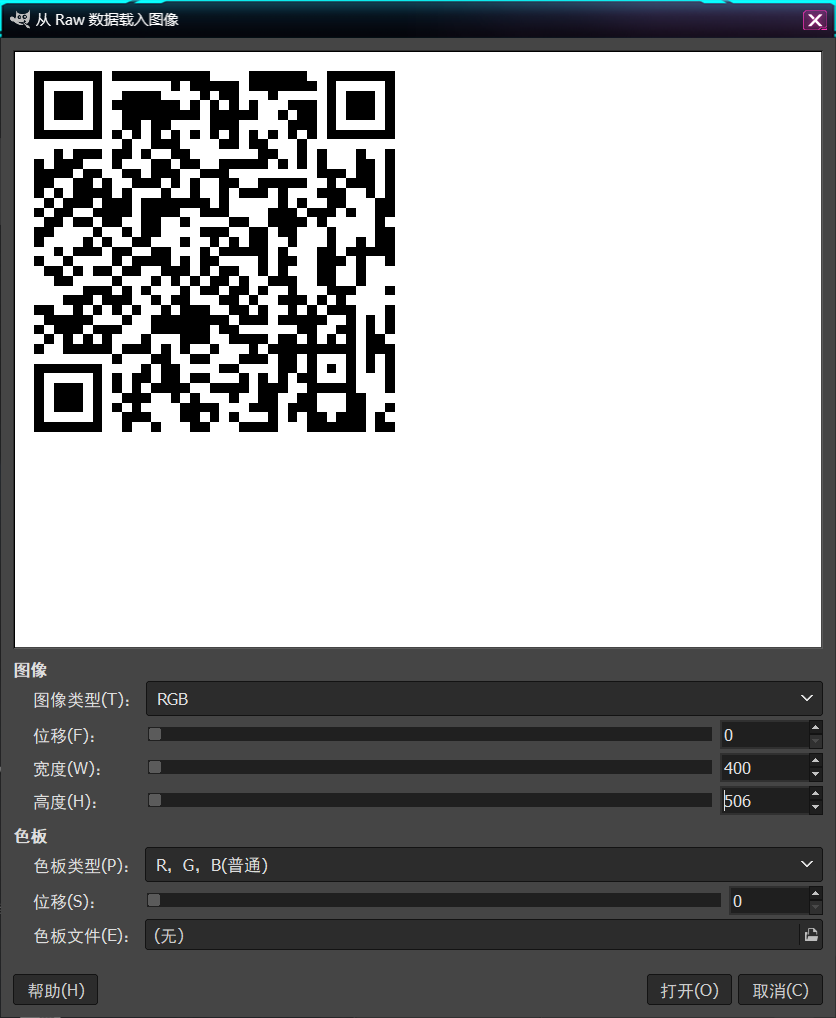 从 Raw 数据载入图像
图像
图像类型(T)： RGB
位移(F)： 0
宽度(W)： 400
高度(H)： 506
色板
色板类型(P)： R，G，B(普通)
位移(S)： 0
色板文件(E)： (无)
帮助(H) 打开(O) 取消(C)